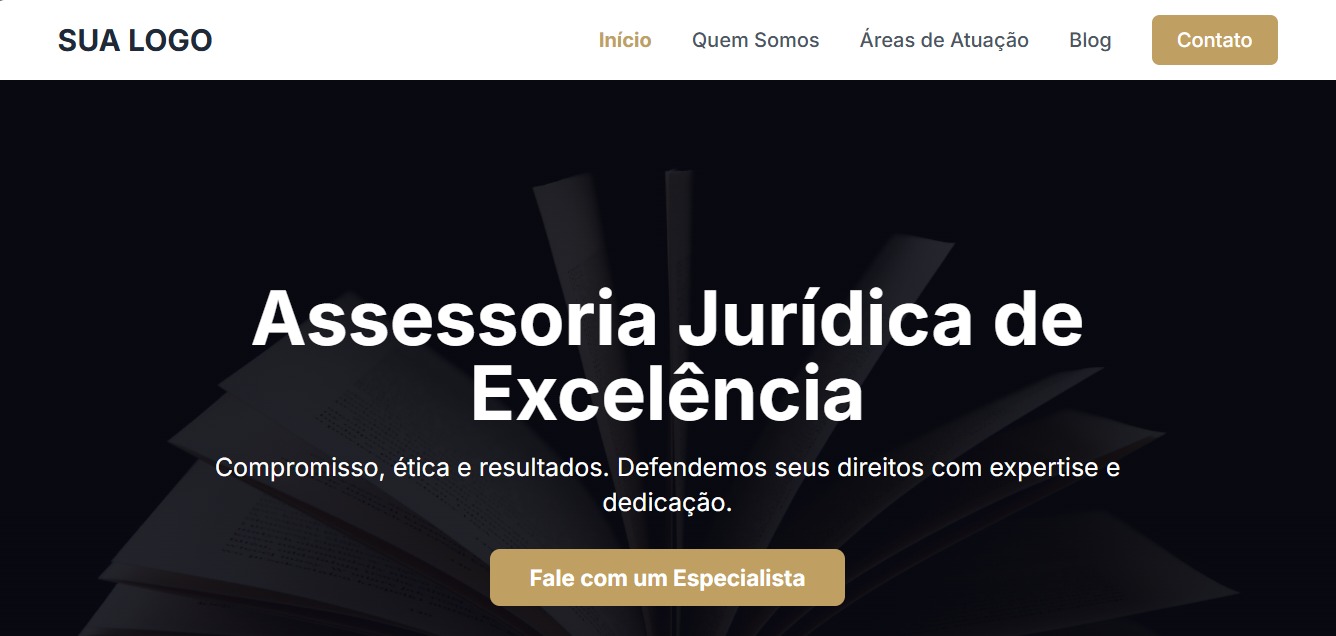 SUA LOGO
Início
Quem Somos
Áreas de Atuação
Blog
Contato
Assessoria Jurídica de
Excelência
Compromisso, ética e resultados. Defendemos seus direitos com expertise e
dedicação.
Fale com um Especialista